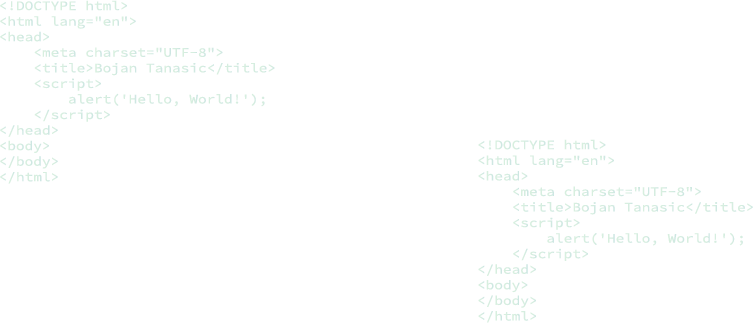 <!DOCTYPE html>
<html lang="en">
<head>
    <meta charset="UTF-8">
    <title>Bojan Tanasic</title>
    <script>
        alert('Hello, World!');
    </script>
</head>
<body>
</body>
</html>
<!DOCTYPE html>
<html lang="en">
<head>
    <meta charset="UTF-8">
    <title>Bojan Tanasic</title>
    <script>
        alert('Hello, World!');
    </script>
</head>
<body>
</body>
</html>